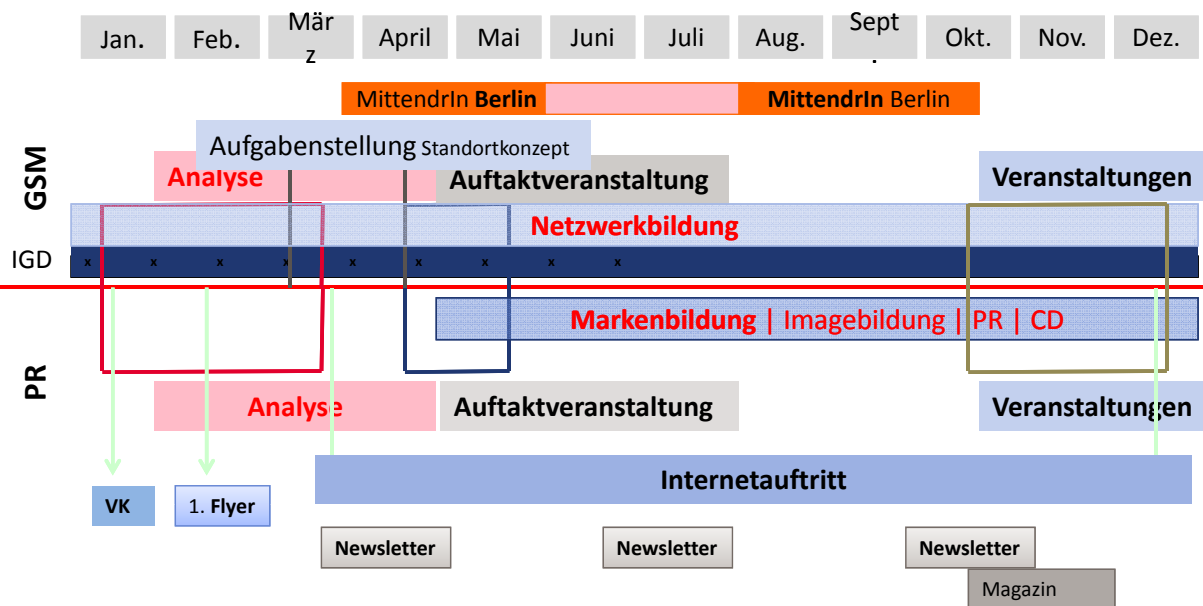 Jan. Feb. Mär April Mai Juni Juli Aug. Sept Okt. Nov. Dez.
z .
MittendrIn Berlin MittendrIn Berlin
Aufgabenstellung Standortkonzept
GSM
Analyse Auftaktveranstaltung Veranstaltungen
Netzwerkbildung
IGD x x x x x x x x x
Markenbildung | Imagebildung | PR | CD
PR
Analyse Auftaktveranstaltung Veranstaltungen
Internetauftritt
VK 1. Flyer
Newsletter Newsletter Newsletter
Magazin